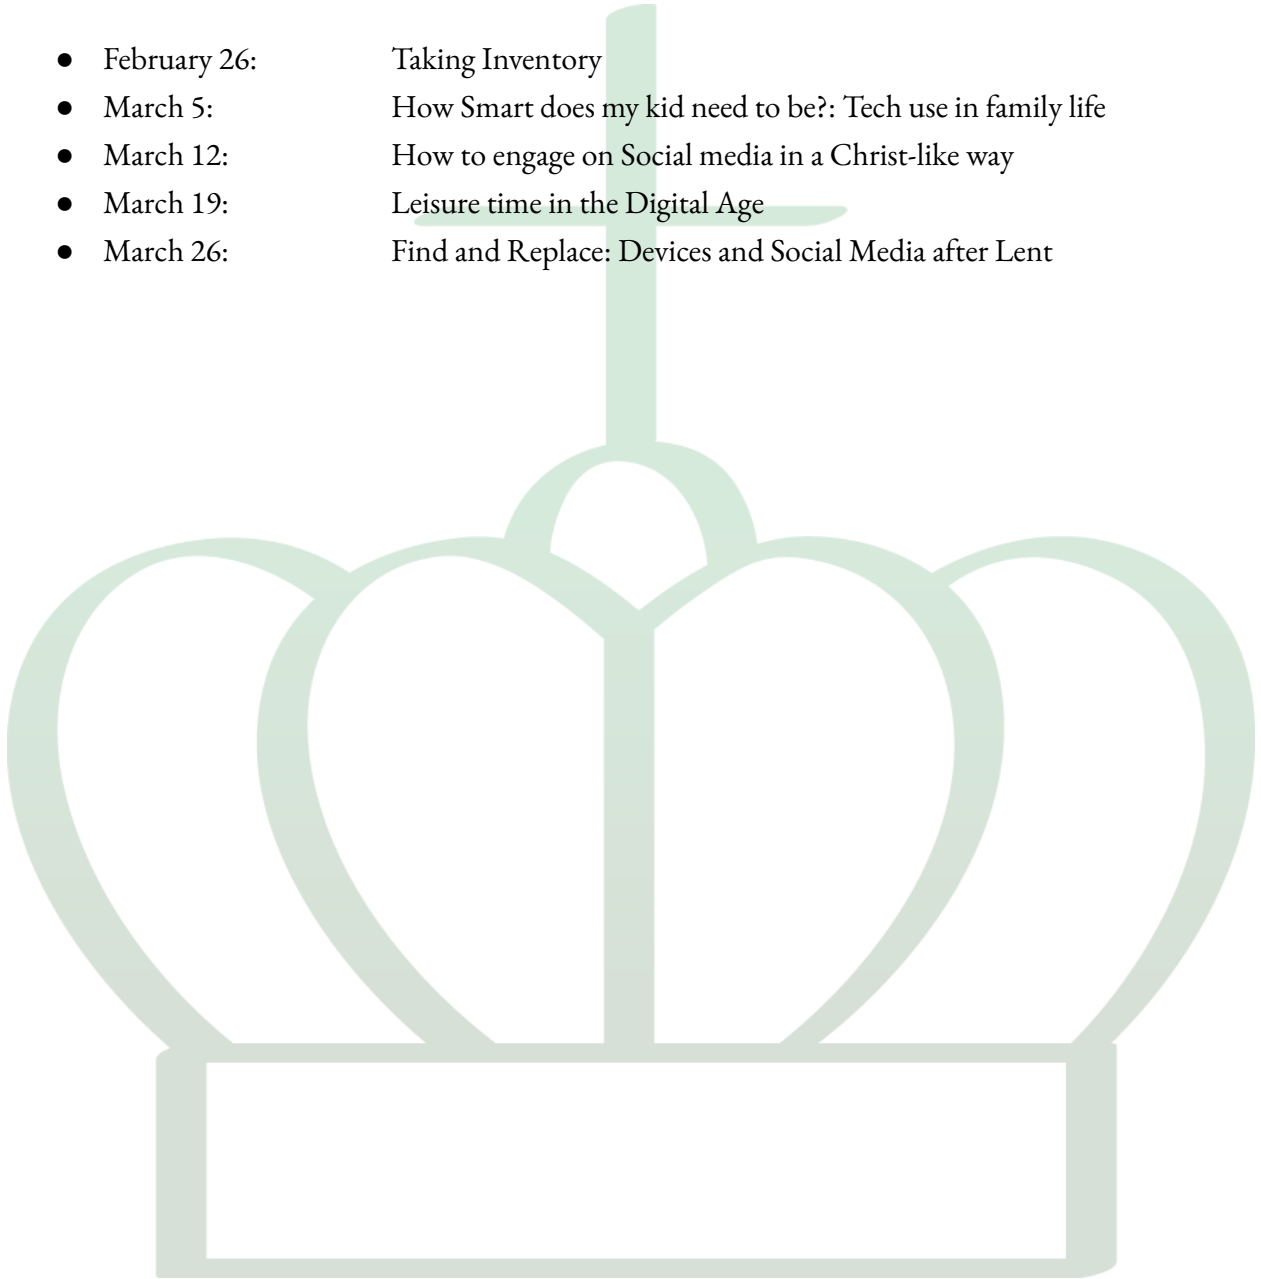 ● February 26: Taking Inventory
● March 5: How Smart does my kid need to be?: Tech use in family life
● March 12: How to engage on Social media in a Christ-like way
● March 19: Leisure time in the Digital Age
● March 26: Find and Replace: Devices and Social Media after Lent